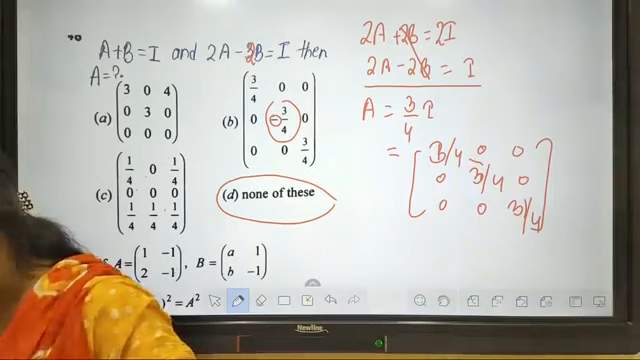 A+B=I and 2A-2B=I then
A=?
(a) (3 0 4
0 3 0
0 0 0)
(b) (3/4 0 0
0 -3/4 0
0 0 3/4)
(c) (1/4 0 1/4
0 0 0
1/4 1/4 1/4)
(d) none of these
A = (1 -1
2 -1), B = (a 1
b -1)
)² = A²
2A + 2B = 2I
2A - 2B = I
A = 3/4 I
= [3/4 0 0
0 3/4 0
0 0 3/4]
Newline